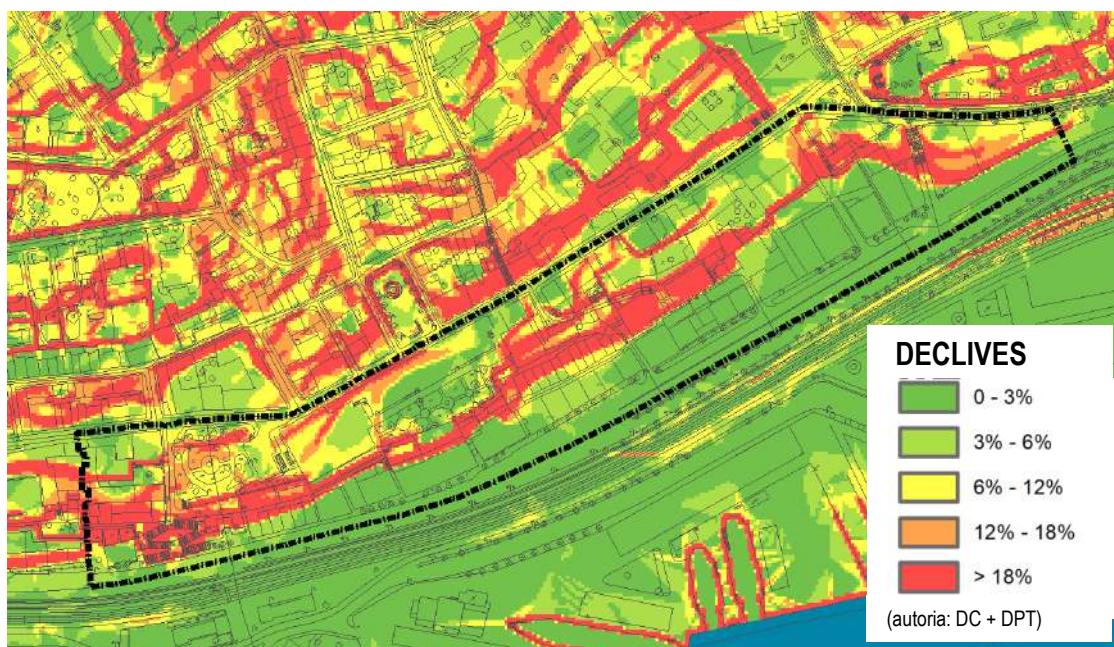 DECLIVES
0 - 3%
3% - 6%
6% - 12%
12% - 18%
> 18%
(autoria: DC + DPT)